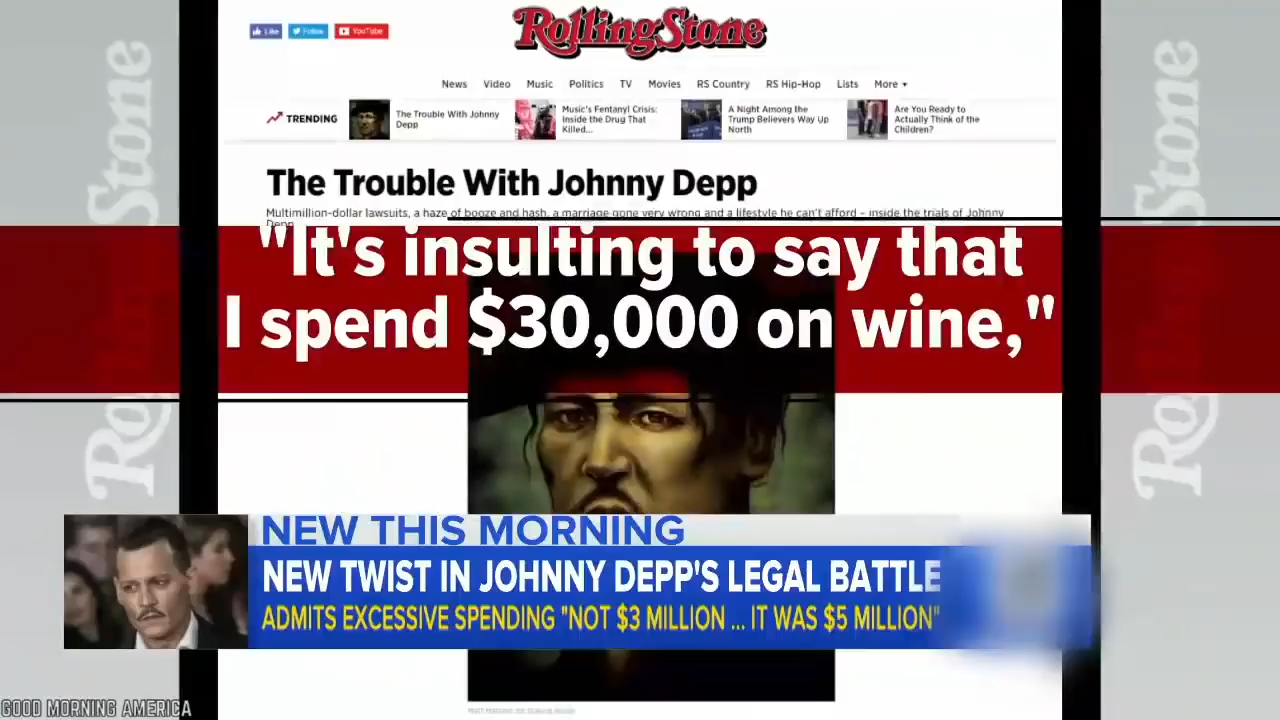 Like
Follow
YouTube
RollingStone
News Video Music Politics TV Movies RS Country RS Hip-Hop Lists More
TRENDING
The Trouble With Johnny
Depp
Music's Fentanyl Crisis:
Inside the Drug That
Killed...
A Night Among the
Trump Believers Way Up
North
Are You Ready to
Actually Think of the
Children?
The Trouble With Johnny Depp
Multimillion-dollar lawsuits, a haze of booze and hash, a marriage gone very wrong and a lifestyle he can't afford – inside the trials of Johnny
Depp
"It's insulting to say that
I spend $30,000 on wine,"
Rolling Stone
Rolling Stone
NEW THIS MORNING
NEW TWIST IN JOHNNY DEPP'S LEGAL BATTLE
ADMITS EXCESSIVE SPENDING "NOT $3 MILLION ... IT WAS $5 MILLION"
GOOD MORNING AMERICA